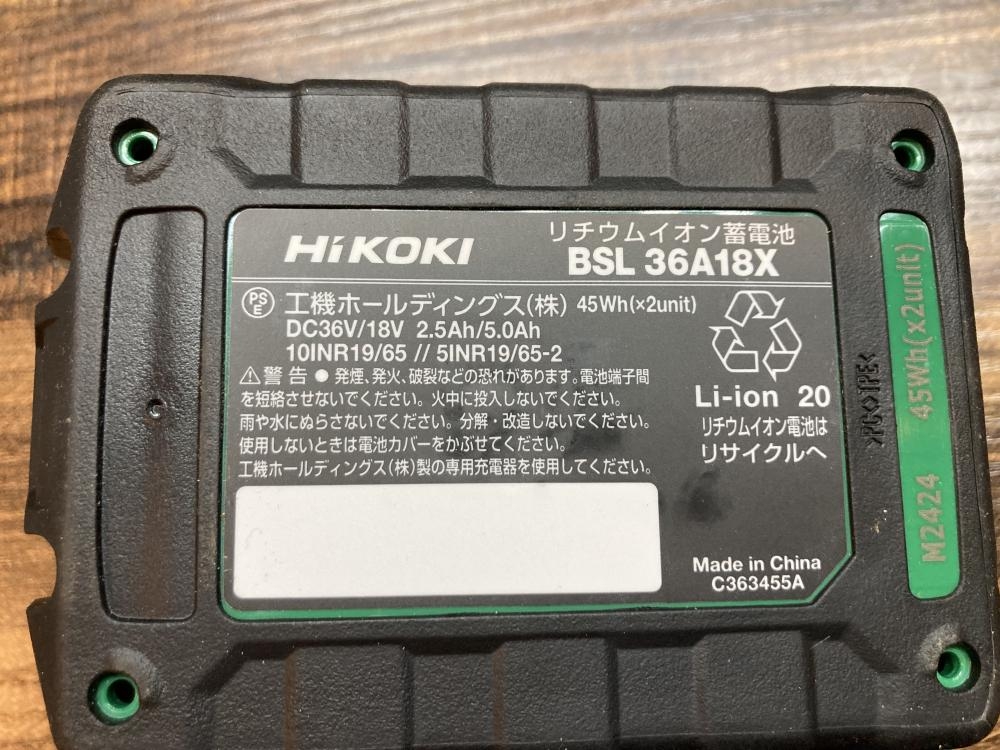 HiKOKI
リチウムイオン蓄電池
BSL 36A18X
PSE 工機ホールディングス(株) 45Wh(×2unit)
DC36V/18V 2.5Ah/5.0Ah
10INR19/65 // 5INR19/65-2
⚠警告 ● 発煙、発火、破裂などの恐れがあります。電池端子間
を短絡させないでください。火中に投入しないでください。
雨や水にぬらさないでください。分解・改造しないでください。
使用しないときは電池カバーをかぶせてください。
工機ホールディングス(株)製の専用充電器を使用してください。
Li-ion 20
リチウムイオン電池は
リサイクルへ
Made in China
C363455A
>PC+TPE<
M2424 45Wh(×2unit)